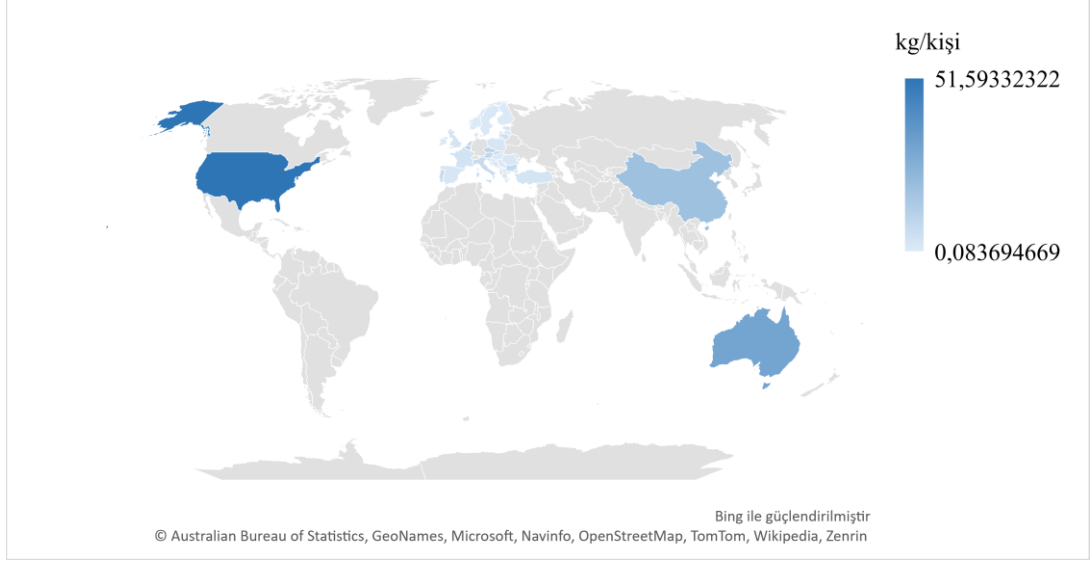 kg/kişi
51,59332322
0,083694669
Bing ile güçlendirilmiştir
© Australian Bureau of Statistics, GeoNames, Microsoft, Navinfo, OpenStreetMap, TomTom, Wikipedia, Zenrin